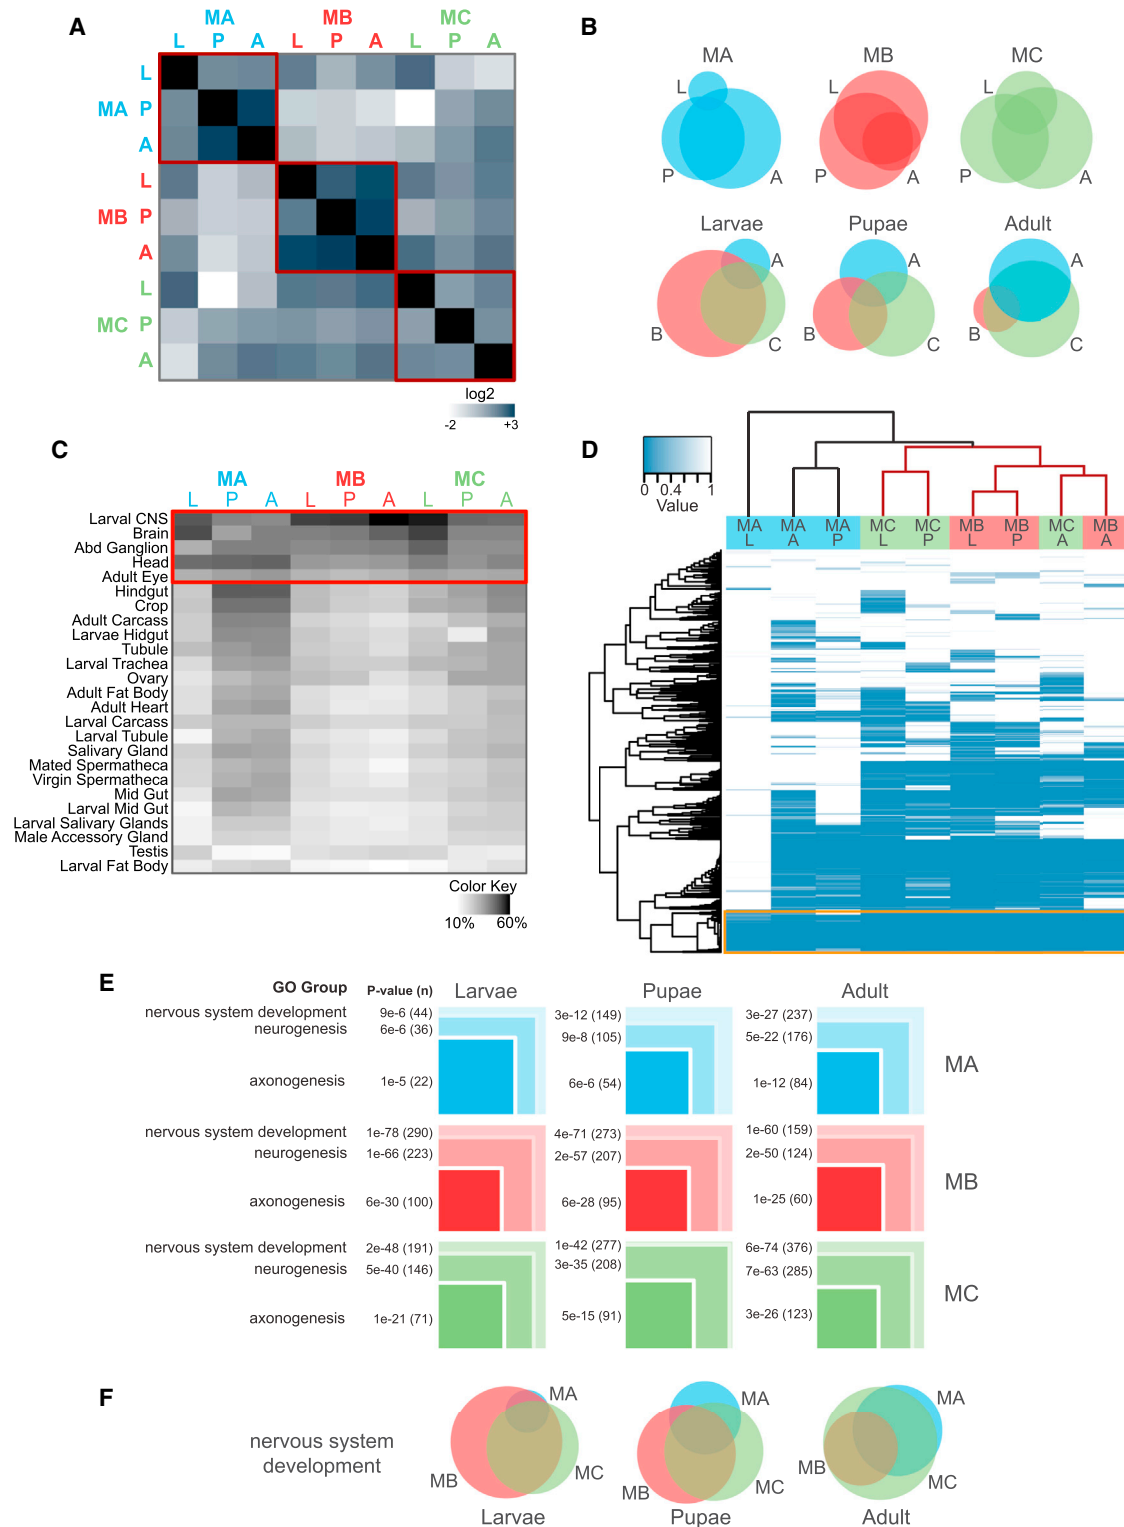 A
MA MB MC
L P A L P A L P A
L
MA P
A
L
MB P
A
L
MC P
A
log2
-2 +3
B
MA MB MC
L L L
P A P A P A
Larvae Pupae Adult
A A A
B C B C B C
C
MA MB MC
L P A L P A L P A
Larval CNS
Brain
Abd Ganglion
Head
Adult Eye
Hindgut
Crop
Adult Carcass
Larvae Hidgut
Tubule
Larval Trachea
Ovary
Adult Fat Body
Adult Heart
Larval Carcass
Larval Tubule
Salivary Gland
Mated Spermatheca
Virgin Spermatheca
Mid Gut
Larval Mid Gut
Larval Salivary Glands
Male Accessory Gland
Testis
Larval Fat Body
Color Key
10% 60%
D
0 0.4 1
Value
MA MA MA MC MC MB MB MC MB
L A P L P L P A A
E
GO Group P-value (n) Larvae Pupae Adult
nervous system development 9e-6 (44) 3e-12 (149) 3e-27 (237)
neurogenesis 6e-6 (36) 9e-8 (105) 5e-22 (176)
MA
axonogenesis 1e-5 (22) 6e-6 (54) 1e-12 (84)
nervous system development 1e-78 (290) 4e-71 (273) 1e-60 (159)
neurogenesis 1e-66 (223) 2e-57 (207) 2e-50 (124)
MB
axonogenesis 6e-30 (100) 6e-28 (95) 1e-25 (60)
nervous system development 2e-48 (191) 1e-42 (277) 6e-74 (376)
neurogenesis 5e-40 (146) 3e-35 (208) 7e-63 (285)
MC
axonogenesis 1e-21 (71) 5e-15 (91) 3e-26 (123)
F
nervous system
development
MA MA MA
MB MC MB MC MB MC
Larvae Pupae Adult